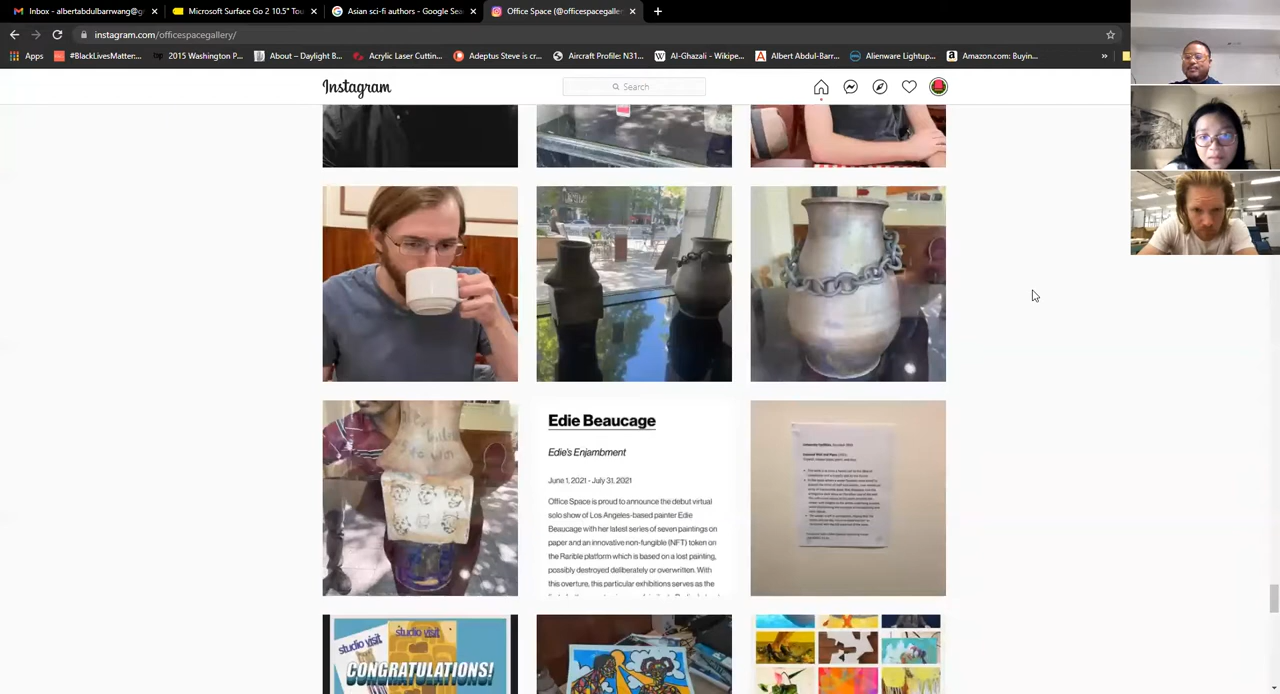 Inbox - albertabdulbarrwang@g
Microsoft Surface Go 2 10.5" Tou
Asian sci-fi authors - Google Sea
Office Space (@officespacegaller
instagram.com/officespacegallery/
Apps
#BlackLivesMatter...
2015 Washington P...
About – Daylight B...
Acrylic Laser Cuttin...
Adeptus Steve is cr...
Aircraft Profile: N31...
Al-Ghazali - Wikipe...
Albert Abdul-Barr...
Alienware Lightup...
Amazon.com: Buyin...
Instagram
Search
Edie Beaucage
Edie's Enjambment
June 1, 2021 - July 31, 2021
Office Space is proud to announce the debut virtual
solo show of Los Angeles-based painter Edie
Beaucage with her latest series of seven paintings on
paper and an innovative non-fungible (NFT) token on
the Rarible platform which is based on a lost painting,
possibly destroyed deliberately or overwritten. With
this overture, this particular exhibitions serves as the
studio visit
studio visit
CONGRATULATIONS!